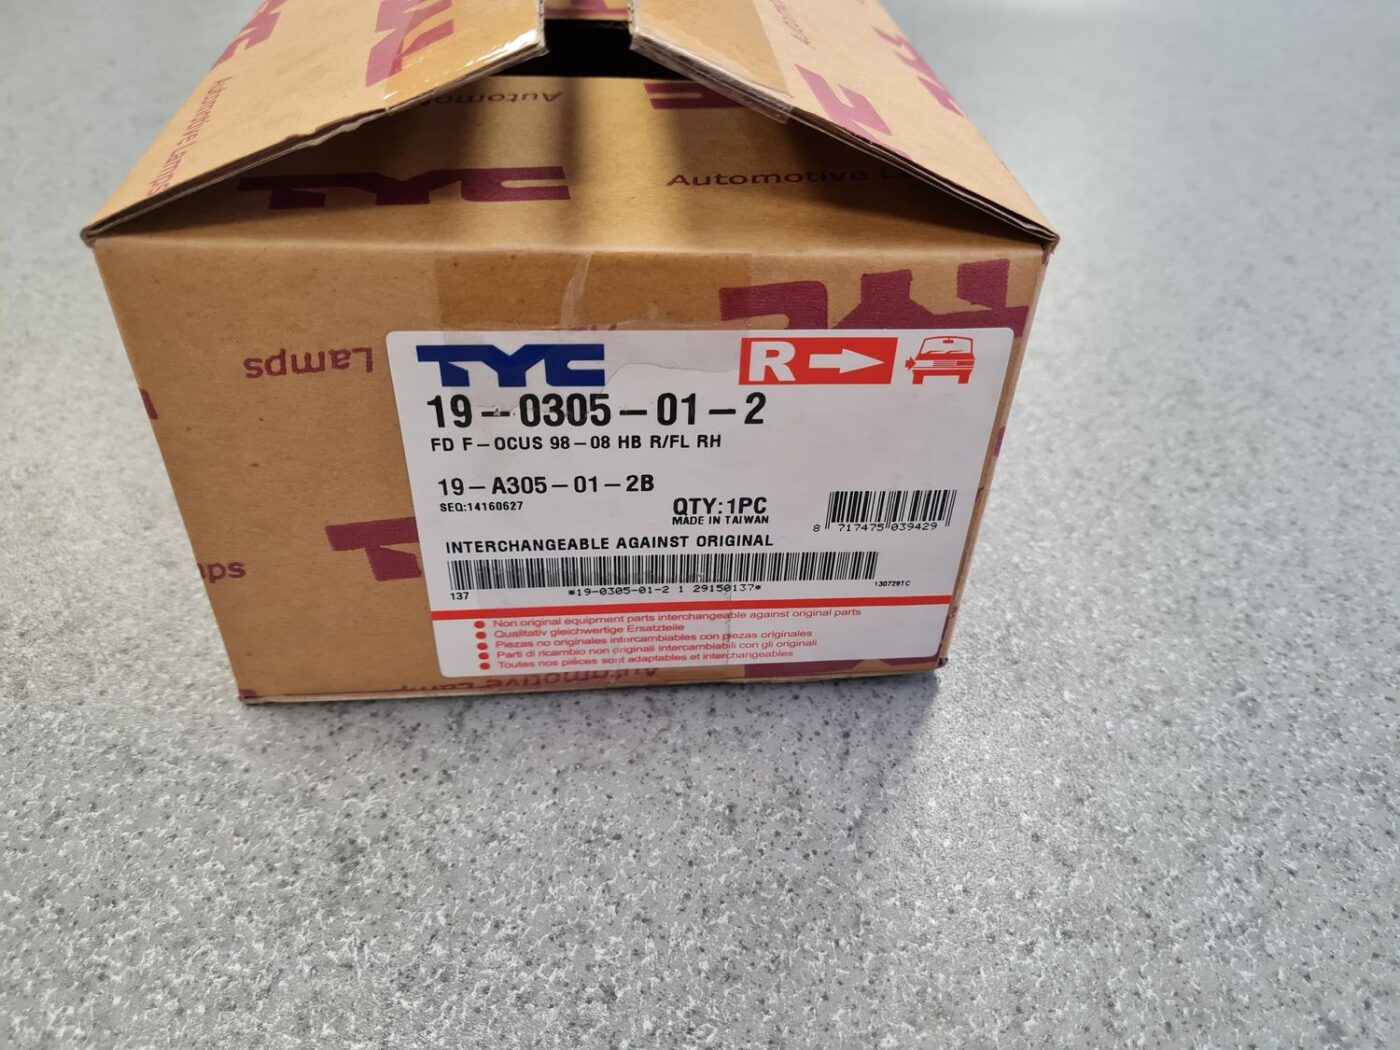 Automotive Lamps
Automo
TYC
Automotive L
Lamps
TYC
R
19-0305-01-2
FD F-OCUS 98-08 HB R/FL RH
19-A305-01-2B
SEQ:14160627
QTY:1PC
MADE IN TAIWAN
8 717475 039429
INTERCHANGEABLE AGAINST ORIGINAL
137
*19-0305-01-2 1 29150137*
130729TC
Non original equipment parts interchangeable against original parts
Qualitativ gleichwertige Ersatzteile
Piezas no originales intercambiables con piezas originales
Parti di ricambio non originali intercambiabili con gli originali
Toutes nos pièces sont adaptables et interchangeables